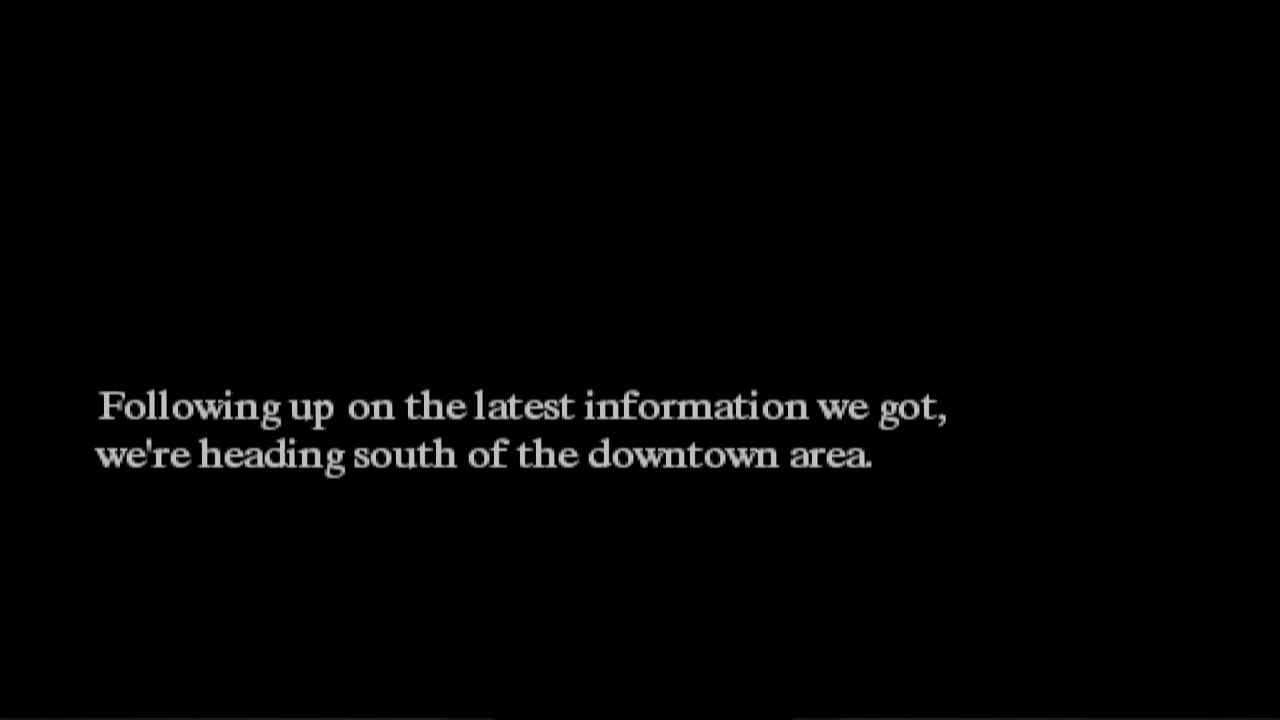 Following up on the latest information we got,
we're heading south of the downtown area.